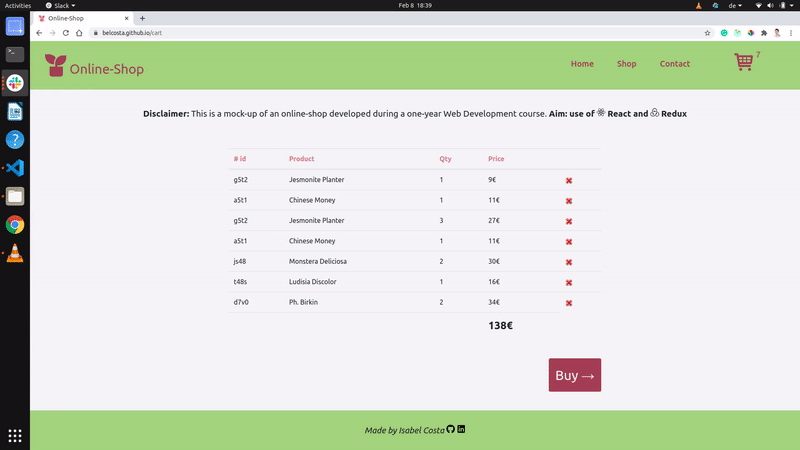 Activities
Slack
Feb 8 18:39
de
Online-Shop
belcosta.github.io/cart
Online-Shop
Home
Shop
Contact
7
Disclaimer: This is a mock-up of an online-shop developed during a one-year Web Development course. Aim: use of React and Redux
# id Product Qty Price
g5t2 Jesmonite Planter 1 9€
a5t1 Chinese Money 1 11€
g5t2 Jesmonite Planter 3 27€
a5t1 Chinese Money 1 11€
js48 Monstera Deliciosa 2 30€
t48s Ludisia Discolor 1 16€
d7v0 Ph. Birkin 2 34€
138€
Buy →
Made by Isabel Costa